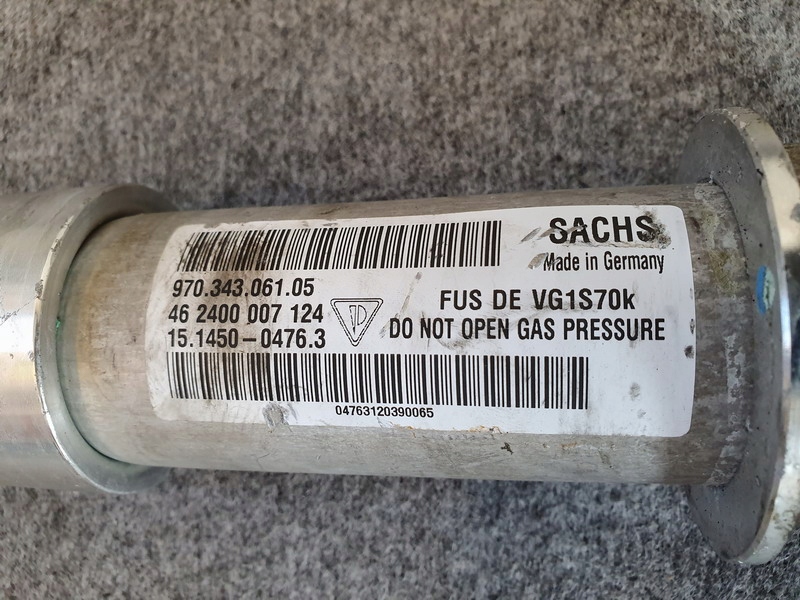 SACHS
Made in Germany
970.343.061.05
46 2400 007 124
15.1450-0476.3
FUS DE VG1S70k
DO NOT OPEN GAS PRESSURE
04763120390065